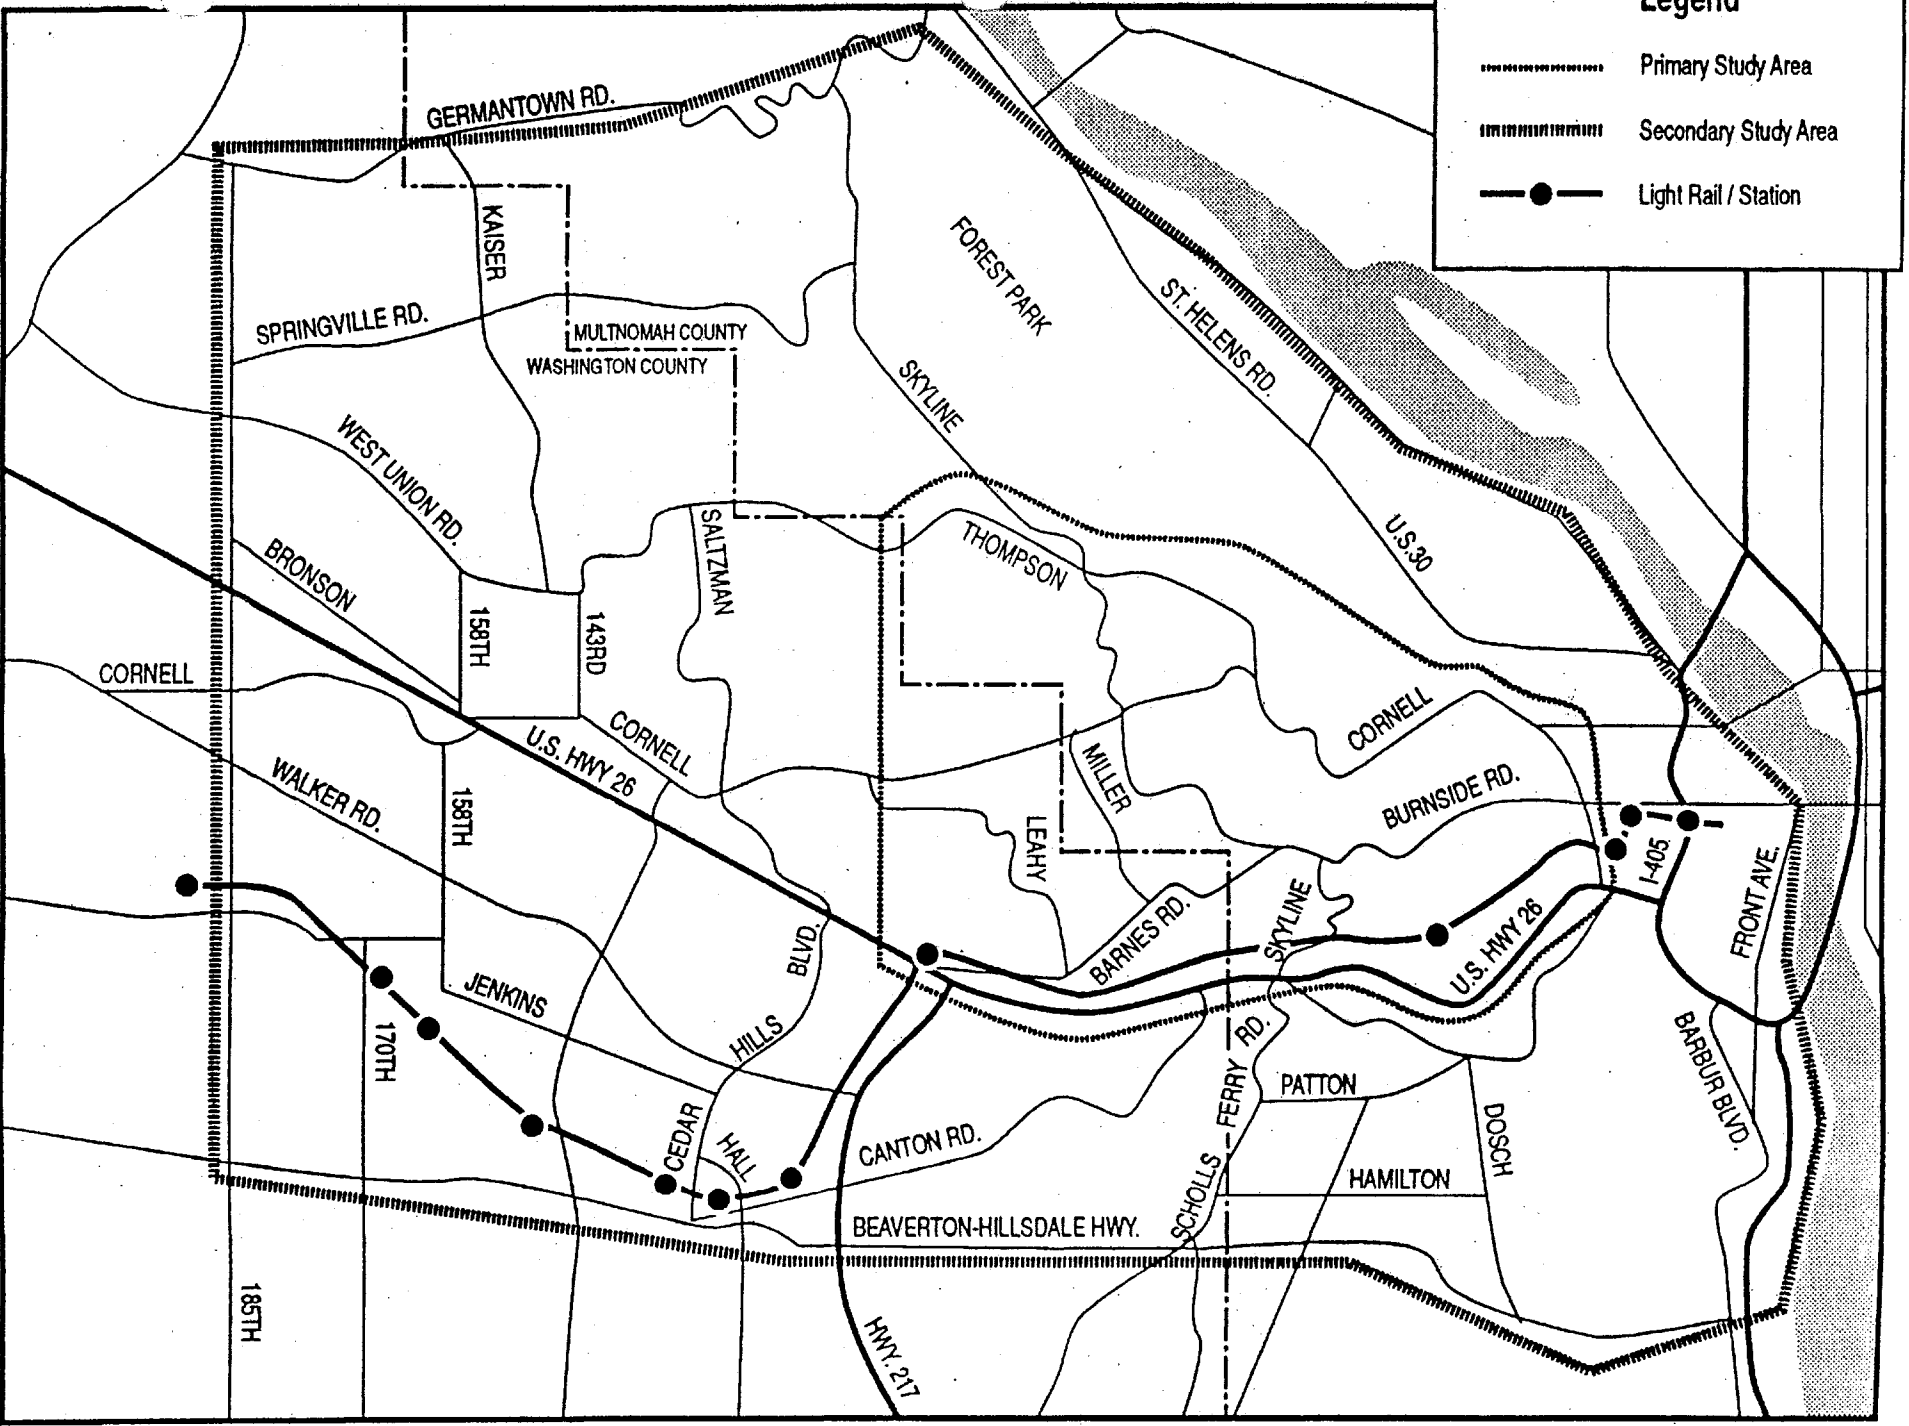 Legend
Primary Study Area
Secondary Study Area
Light Rail / Station
GERMANTOWN RD.
KAISER
FOREST PARK
SPRINGVILLE RD.
MULTNOMAH COUNTY
WASHINGTON COUNTY
ST. HELENS RD.
SKYLINE
WEST UNION RD.
BRONSON
SALTZMAN
THOMPSON
U.S.30
158TH
143RD
CORNELL
CORNELL
U.S. HWY 26
CORNELL
WALKER RD.
158TH
MILLER
BURNSIDE RD.
LEAHY
I-405
FRONT AVE.
BARNES RD.
SKYLINE
U.S. HWY 26
BLVD.
HILLS
CEDAR
JENKINS
170TH
RD.
FERRY
SCHOLLS
PATTON
DOSCH
BARBUR BLVD.
HALL
CANTON RD.
HAMILTON
BEAVERTON-HILLSDALE HWY.
185TH
HWY. 217